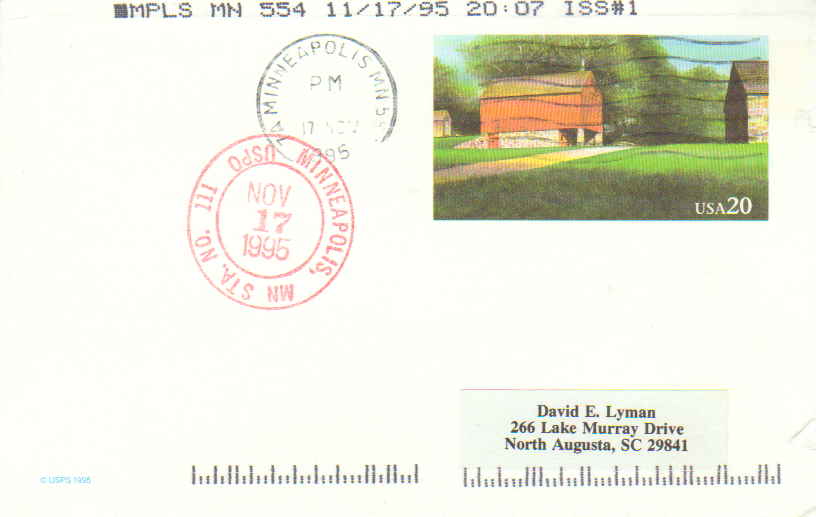 ■MPLS MN 554 11/17/95 20:07 ISS#1
MINNEAPOLIS MN
PM
17 NOV
1995
USA20
MINNEAPOLIS, MN STA. NO. 111 USPO
NOV
17
1995
David E. Lyman
266 Lake Murray Drive
North Augusta, SC 29841
© USPS 1995